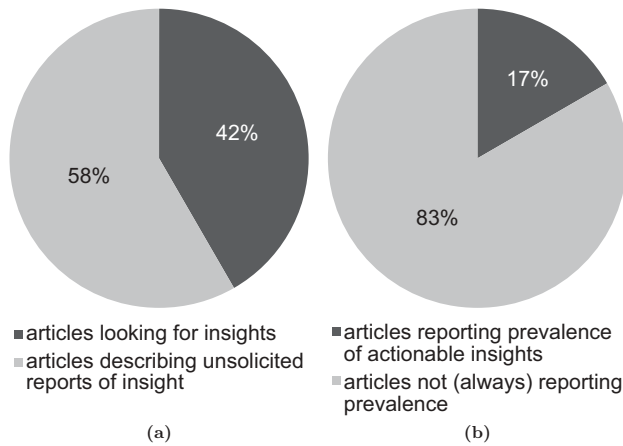 42%
58%
articles looking for insights
articles describing unsolicited
reports of insight
(a)
17%
83%
articles reporting prevalence
of actionable insights
articles not (always) reporting
prevalence
(b)